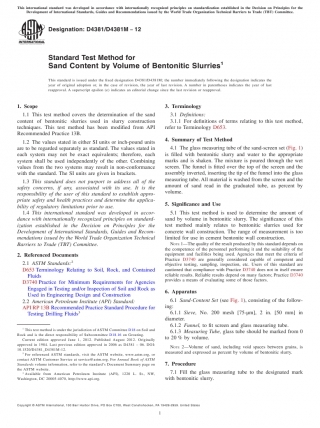 This international standard was developed in accordance with internationally recognized principles on standardization established in the Decision on Principles for the
Development of International Standards, Guides and Recommendations issued by the World Trade Organization Technical Barriers to Trade (TBT) Committee.
Designation: D4381/D4381M − 12
INTERNATIONAL
Standard Test Method for
Sand Content by Volume of Bentonitic Slurries1
This standard is issued under the fixed designation D4381/D4381M; the number immediately following the designation indicates the
year of original adoption or, in the case of revision, the year of last revision. A number in parentheses indicates the year of last
reapproval. A superscript epsilon (ε) indicates an editorial change since the last revision or reapproval.
1. Scope
1.1 This test method covers the determination of the sand
content of bentonitic slurries used in slurry construction
techniques. This test method has been modified from API
Recommended Practice 13B.
1.2 The values stated in either SI units or inch-pound units
are to be regarded separately as standard. The values stated in
each system may not be exact equivalents; therefore, each
system shall be used independently of the other. Combining
values from the two systems may result in non-conformance
with the standard. The SI units are given in brackets.
1.3 This standard does not purport to address all of the
safety concerns, if any, associated with its use. It is the
responsibility of the user of this standard to establish appro-
priate safety and health practices and determine the applica-
bility of regulatory limitations prior to use.
1.4 This international standard was developed in accor-
dance with internationally recognized principles on standard-
ization established in the Decision on Principles for the
Development of International Standards, Guides and Recom-
mendations issued by the World Trade Organization Technical
Barriers to Trade (TBT) Committee.
2. Referenced Documents
2.1 ASTM Standards:2
D653 Terminology Relating to Soil, Rock, and Contained
Fluids
D3740 Practice for Minimum Requirements for Agencies
Engaged in Testing and/or Inspection of Soil and Rock as
Used in Engineering Design and Construction
2.2 American Petroleum Institute (API) Standard:
API RP 13B Recommended Practice Standard Procedure for
Testing Drilling Fluids3
1 This test method is under the jurisdiction of ASTM Committee D18 on Soil and
Rock and is the direct responsibility of Subcommittee D18.20 on Grouting.
Current edition approved June 1, 2012. Published August 2012. Originally
approved in 1984. Last previous edition approved in 2006 as D4381 – 06.
2 For referenced ASTM standards, visit the ASTM website, www.astm.org, or
contact ASTM Customer Service at service@astm.org. For Annual Book of ASTM
Standards volume information, refer to the standard's Document Summary page on
the ASTM website.
3 Available from American Petroleum Institute (API), 1220 L. St., NW,
Washington, DC 20005-4070, http://www.api.org.
3. Terminology
3.1 Definitions:
3.1.1 For definitions of terms relating to this test method,
refer to Terminology D653.
4. Summary of Test Method
4.1 The glass measuring tube of the sand-screen set (Fig. 1)
is filled with bentonitic slurry and water to the appropriate
marks and is shaken. The mixture is poured through the wet
screen. The funnel is fitted over the top of the screen and the
assembly inverted, inserting the tip of the funnel into the glass
measuring tube. All material is washed from the screen and the
amount of sand read in the graduated tube, as percent by
volume.
5. Significance and Use
5.1 This test method is used to determine the amount of
sand by volume in bentonitic slurry. The significance of this
test method mainly relates to bentonitic slurries used for
concrete wall construction. The range of measurement is too
limited for use in cement bentonite wall construction.
NOTE 1—The quality of the result produced by this standard depends on
the competence of the personnel performing it and the suitability of the
equipment and facilities being used. Agencies that meet the criteria of
Practice D3740 are generally considered capable of competent and
objective testing, sampling, inspection, etc. Users of this standard are
cautioned that compliance with Practice D3740 does not in itself ensure
reliable results. Reliable results depend on many factors; Practice D3740
provides a means of evaluating some of those factors.
6. Apparatus
6.1 Sand-Screen Set (see Fig. 1), consisting of the follow-
ing:
6.1.1 Sieve, No. 200 mesh [75-µm], 2 in [50 mm] in
diameter.
6.1.2 Funnel, to fit screen and glass measuring tube.
6.1.3 Measuring Tube, glass tube should be marked from 0
to 20 % by volume.
NOTE 2—Volume of sand, including void spaces between grains, is
measured and expressed as percent by volume of bentonitic slurry.
7. Procedure
7.1 Fill the glass measuring tube to the designated mark
with bentonitic slurry.
Copyright © ASTM International, 100 Barr Harbor Drive, PO Box C700, West Conshohocken, PA 19428-2959. United States
1